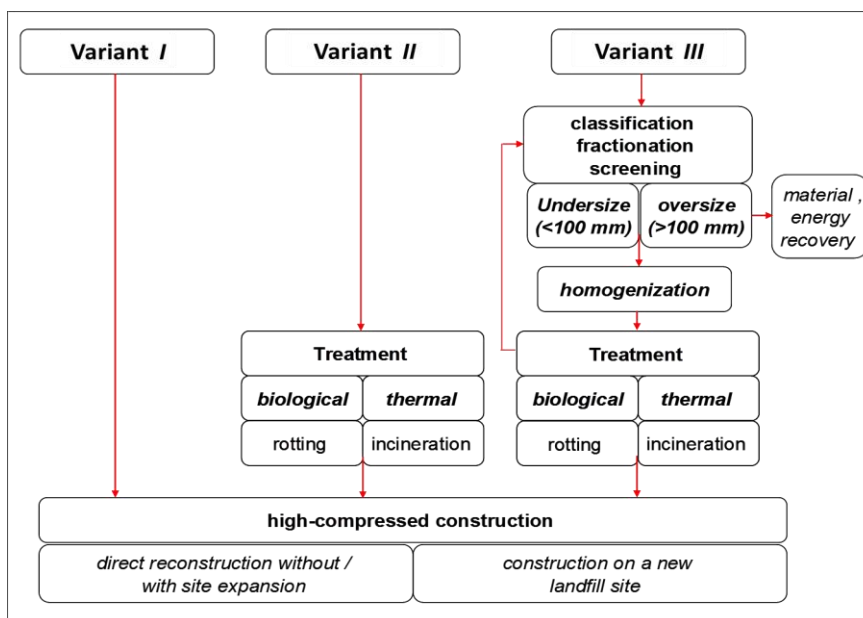 Variant I
Variant II
Variant III
classification
fractionation
screening
Undersize
(<100 mm)
oversize
(>100 mm)
material ,
energy
recovery
homogenization
Treatment
biological
thermal
rotting
incineration
Treatment
biological
thermal
rotting
incineration
high-compressed construction
direct reconstruction without /
with site expansion
construction on a new
landfill site